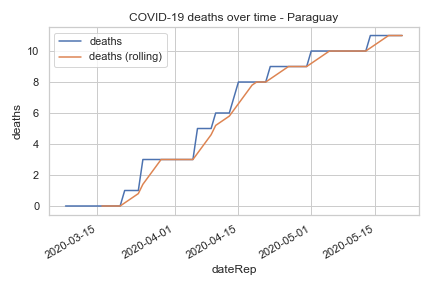 COVID-19 deaths over time - Paraguay
deaths
deaths (rolling)
deaths
10
8
6
4
2
0
2020-03-15
2020-04-01
2020-04-15
2020-05-01
2020-05-15
dateRep